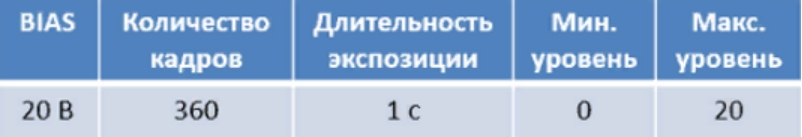 BIAS Количество Длительность Мин. Макс.
кадров экспозиции уровень уровень
20 В 360 1 с 0 20